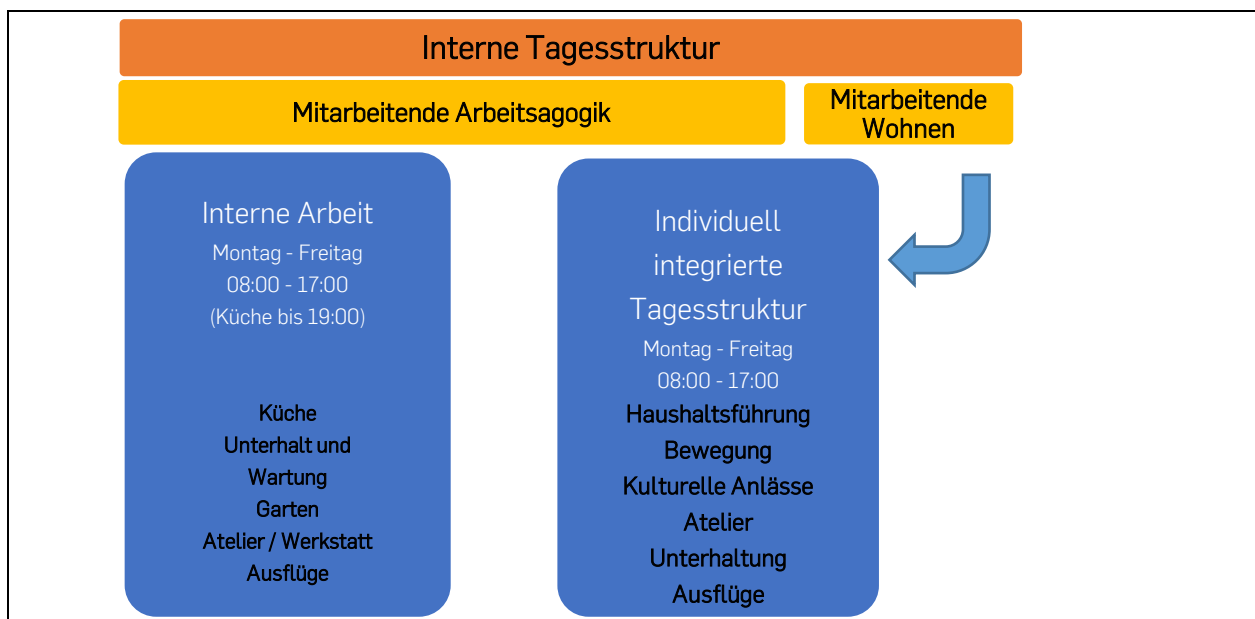 Interne Tagesstruktur
Mitarbeitende Arbeitsagogik
Mitarbeitende
Wohnen
Interne Arbeit
Montag - Freitag
08:00 - 17:00
(Küche bis 19:00)
Küche
Unterhalt und
Wartung
Garten
Atelier / Werkstatt
Ausflüge
Individuell
integrierte
Tagesstruktur
Montag - Freitag
08:00 - 17:00
Haushaltsführung
Bewegung
Kulturelle Anlässe
Atelier
Unterhaltung
Ausflüge